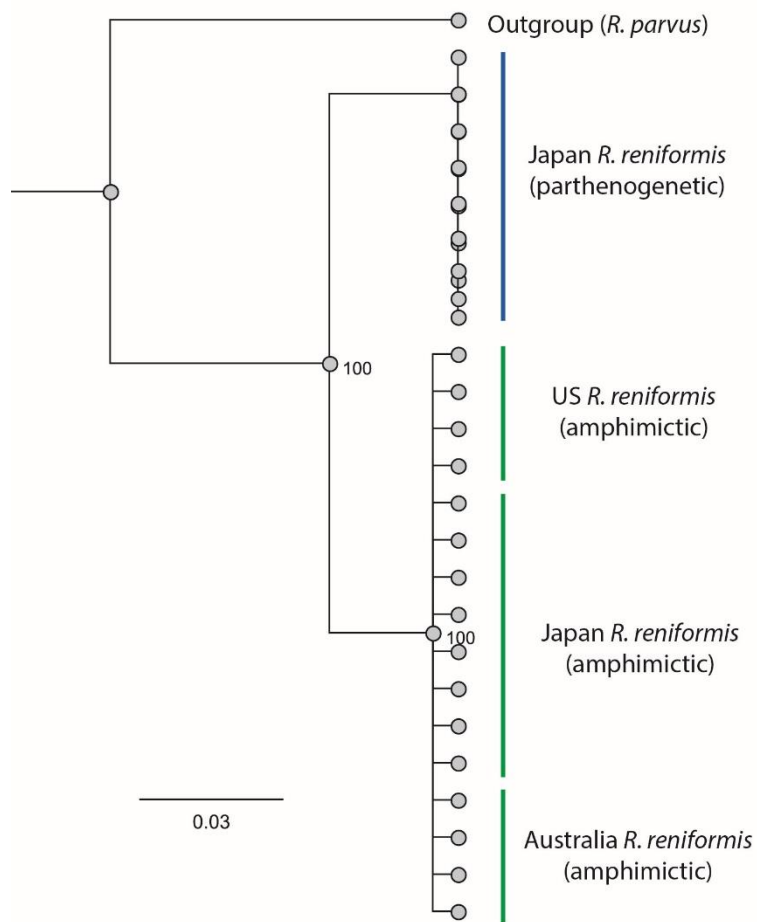 Outgroup (R. parvus)
Japan R. reniformis
(parthenogenetic)
100
US R. reniformis
(amphimictic)
100
Japan R. reniformis
(amphimictic)
0.03
Australia R. reniformis
(amphimictic)